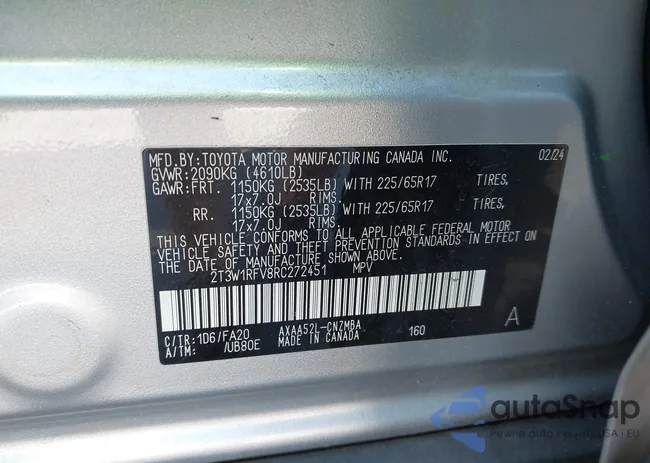 MFD.BY: TOYOTA MOTOR MANUFACTURING CANADA INC. 02/24
GVWR: 2090KG (4610LB)
GAWR: FRT. 1150KG (2535LB) WITH 225/65R17 TIRES,
17x7.0J RIMS.
RR. 1150KG (2535LB) WITH 225/65R17 TIRES,
17x7.0J RIMS.
THIS VEHICLE CONFORMS TO ALL APPLICABLE FEDERAL MOTOR
VEHICLE SAFETY AND THEFT PREVENTION STANDARDS IN EFFECT ON
THE DATE OF MANUFACTURE SHOWN ABOVE.
2T3W1RFV8RC272451 MPV
C/TR: 1D6/FA20 AXAA52L-CNZMBA 160 A
A/TM: /UB80E MADE IN CANADA
autoSnap
USA | EU